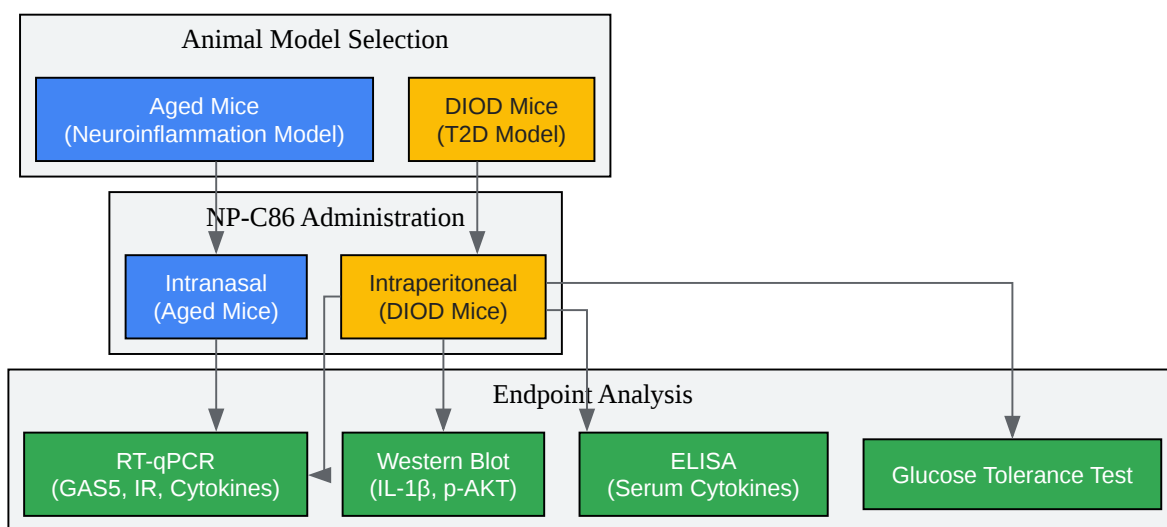 Animal Model Selection
Aged Mice
(Neuroinflammation Model)
DIOD Mice
(T2D Model)
NP-C86 Administration
Intranasal
(Aged Mice)
Intraperitoneal
(DIOD Mice)
Endpoint Analysis
RT-qPCR
(GAS5, IR, Cytokines)
Western Blot
(IL-1β, p-AKT)
ELISA
(Serum Cytokines)
Glucose Tolerance Test